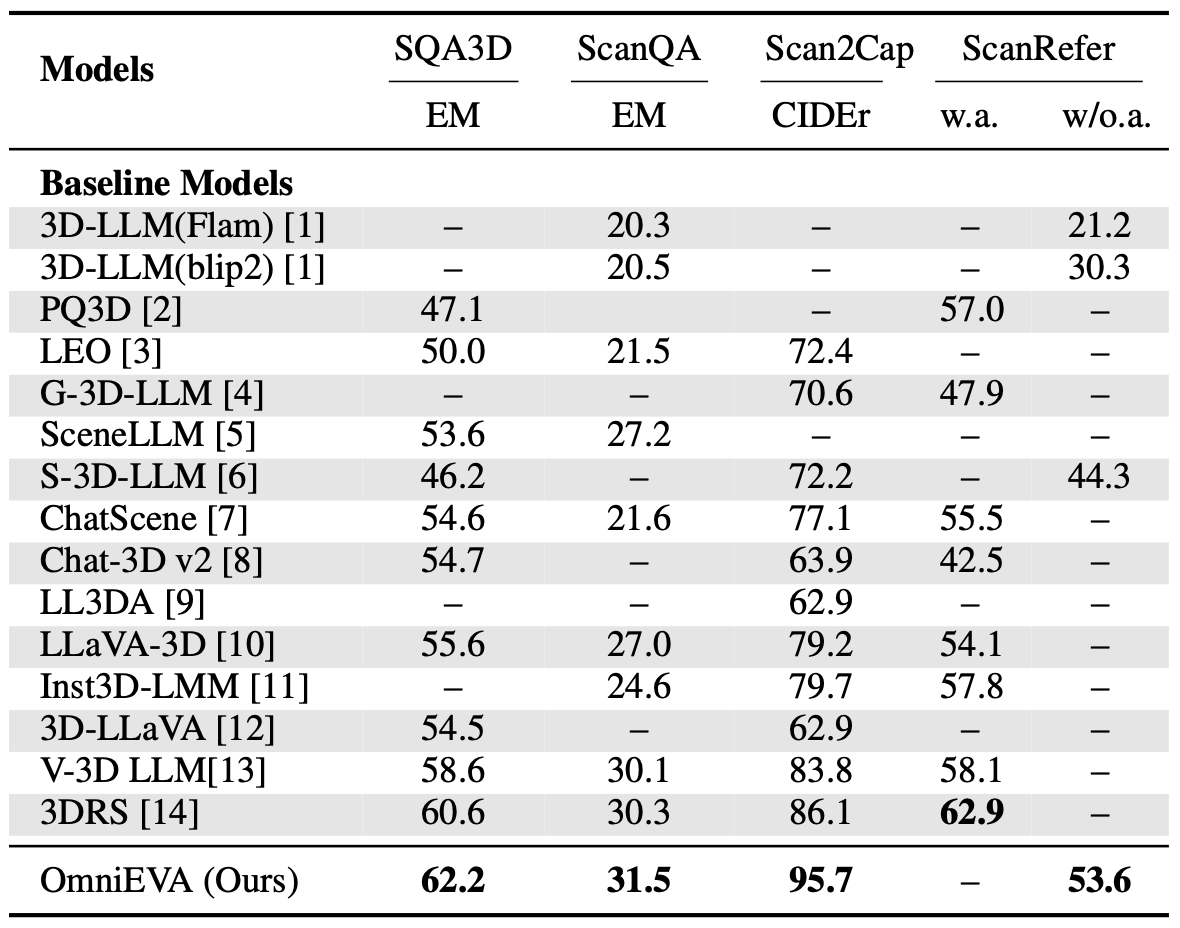 Models SQA3D ScanQA Scan2Cap ScanRefer
EM EM CIDEr w.a. w/o.a.
Baseline Models
3D-LLM(Flam) [1] – 20.3 – – 21.2
3D-LLM(blip2) [1] – 20.5 – – 30.3
PQ3D [2] 47.1 – 57.0 –
LEO [3] 50.0 21.5 72.4 – –
G-3D-LLM [4] – – 70.6 47.9 –
SceneLLM [5] 53.6 27.2 – – –
S-3D-LLM [6] 46.2 – 72.2 – 44.3
ChatScene [7] 54.6 21.6 77.1 55.5 –
Chat-3D v2 [8] 54.7 – 63.9 42.5 –
LL3DA [9] – – 62.9 – –
LLaVA-3D [10] 55.6 27.0 79.2 54.1 –
Inst3D-LMM [11] – 24.6 79.7 57.8 –
3D-LLaVA [12] 54.5 – 62.9 – –
V-3D LLM[13] 58.6 30.1 83.8 58.1 –
3DRS [14] 60.6 30.3 86.1 62.9 –
OmniEVA (Ours) 62.2 31.5 95.7 – 53.6